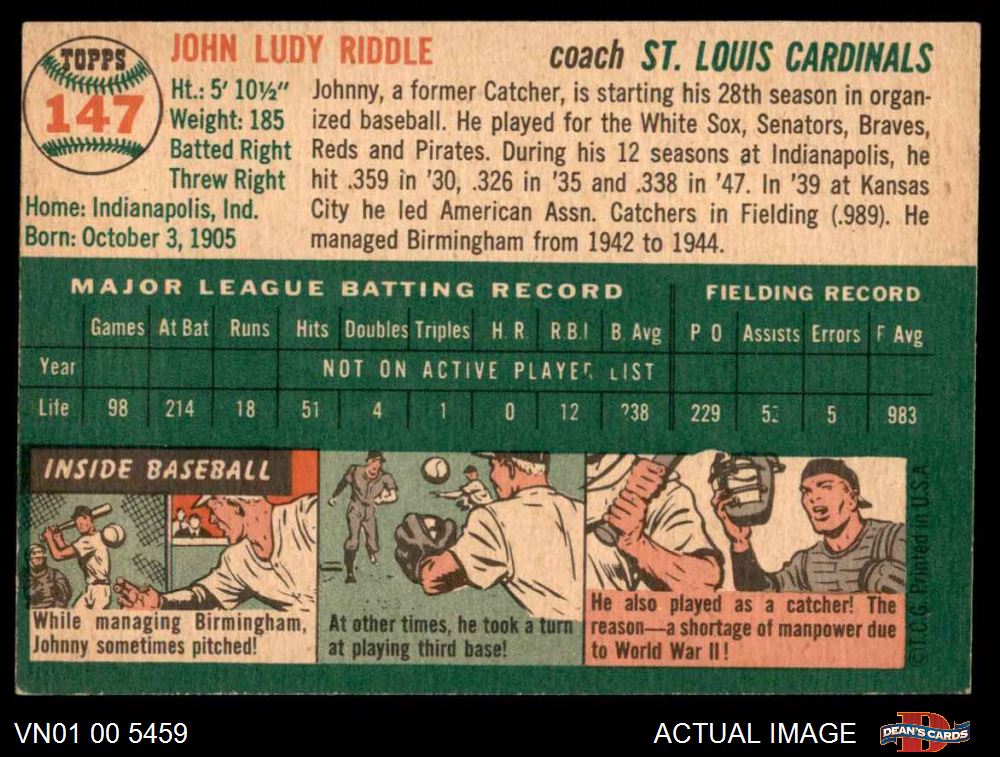 TOPPS
147
JOHN LUDY RIDDLE
coach ST. LOUIS CARDINALS
Ht.: 5' 10½"
Weight: 185
Batted Right
Threw Right
Home: Indianapolis, Ind.
Born: October 3, 1905
Johnny, a former Catcher, is starting his 28th season in organ-
ized baseball. He played for the White Sox, Senators, Braves,
Reds and Pirates. During his 12 seasons at Indianapolis, he
hit .359 in '30, .326 in '35 and .338 in '47. In '39 at Kansas
City he led American Assn. Catchers in Fielding (.989). He
managed Birmingham from 1942 to 1944.
MAJOR LEAGUE BATTING RECORD FIELDING RECORD
Games At Bat Runs Hits Doubles Triples H R R.B.I B. Avg P O Assists Errors F Avg
Year NOT ON ACTIVE PLAYER LIST
Life 98 214 18 51 4 1 0 12 238 229 5 983
INSIDE BASEBALL
While managing Birmingham,
Johnny sometimes pitched!
At other times, he took a turn
at playing third base!
He also played as a catcher! The
reason—a shortage of manpower due
to World War II!
©T.C.G. Printed in U.S.A
VN01 00 5459
ACTUAL IMAGE
D
DEAN'S CARDS